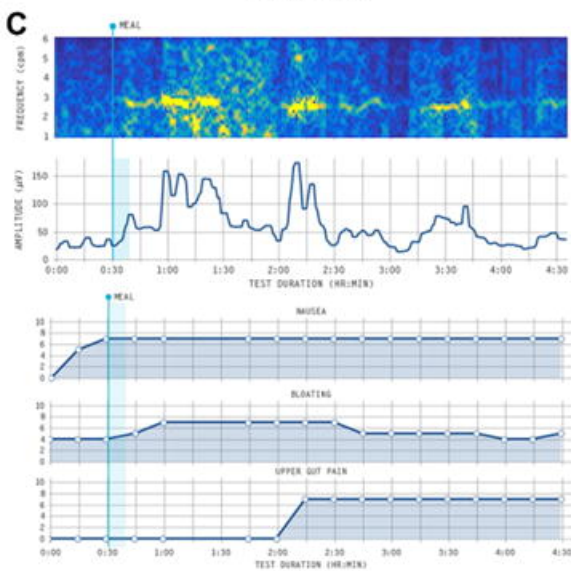 C
MEAL
FREQUENCY (cpm)
6
5
4
3
2
1
AMPLITUDE (µV)
150
100
50
0
0:00 0:30 1:00 1:30 2:00 2:30 3:00 3:30 4:00 4:30
TEST DURATION (HR:MIN)
MEAL
NAUSEA
10
8
6
4
2
0
BLOATING
10
8
6
4
2
0
UPPER GUT PAIN
10
8
6
4
2
0
0:00 0:30 1:00 1:30 2:00 2:30 3:00 3:30 4:00 4:30
TEST DURATION (HR:MIN)